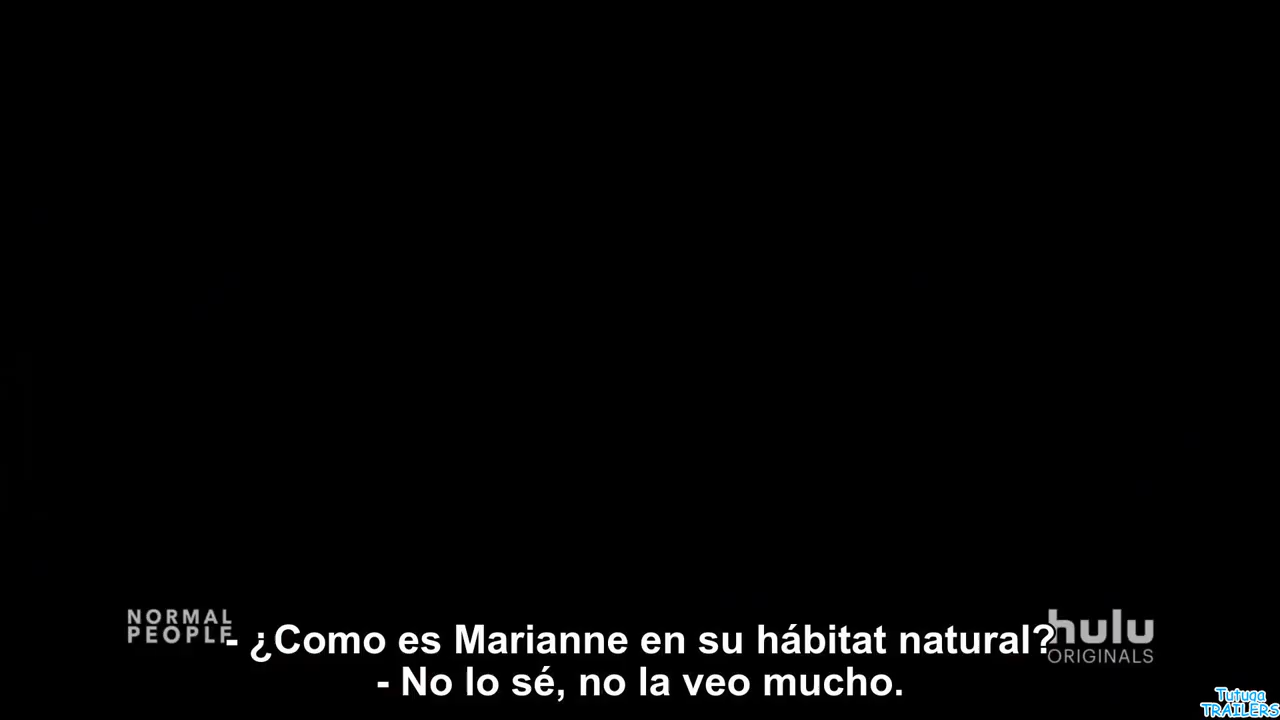 NORMAL
PEOPLE
- ¿Como es Marianne en su hábitat natural?
- No lo sé, no la veo mucho.
hulu
ORIGINALS
Tutuga
TRAILERS